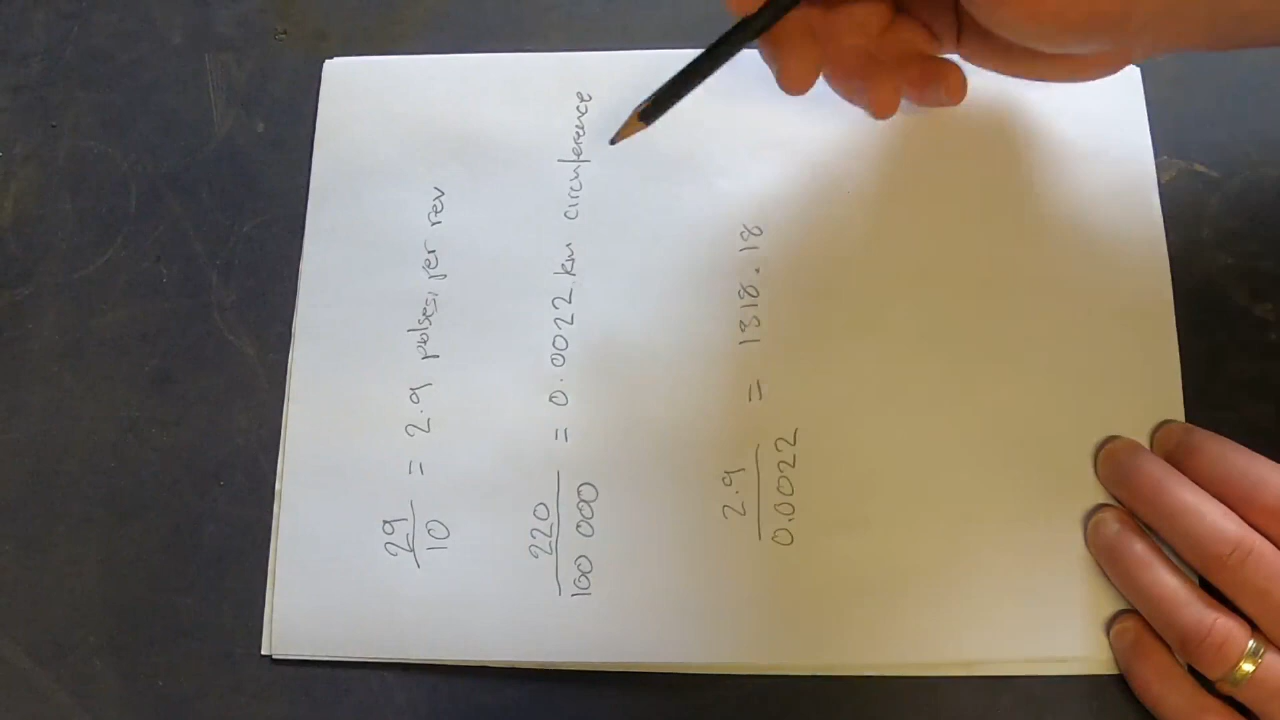 29/10 = 2.9 pulses per rev
220/100 000 = 0.0022 km circumference
2.9/0.0022 = 1318.18